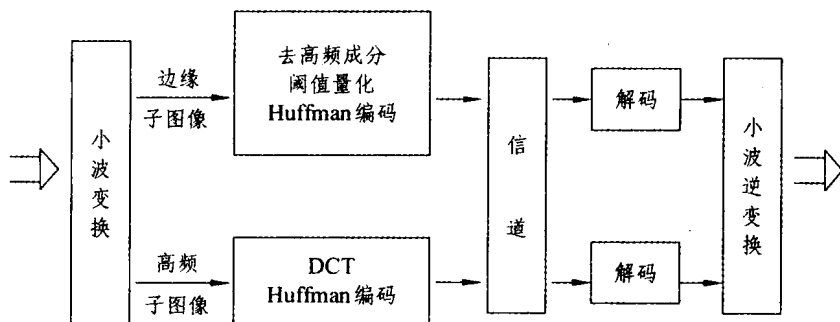 小波变换
边缘
子图像
去高频成分
阈值量化
Huffman编码
高频
子图像
DCT
Huffman编码
信道
解码
解码
小波逆变换